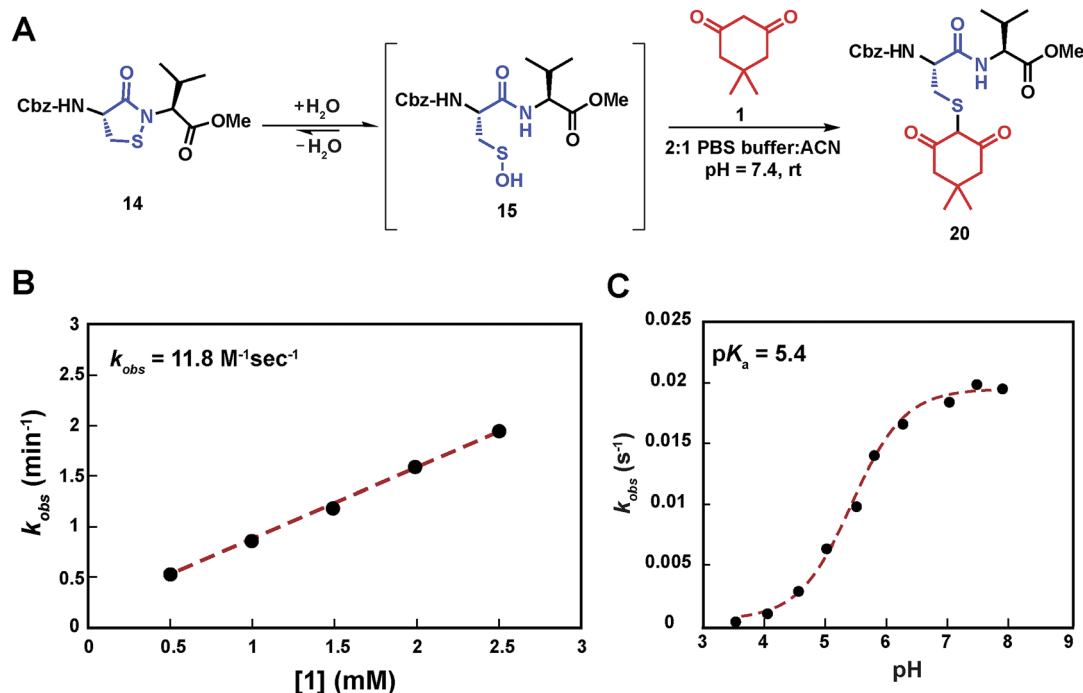 A
O
Cbz-HN
N
S
OMe
O
14
+H₂O
−H₂O
Cbz-HN
O
N
H
OMe
O
S
OH
15
O O
1
2:1 PBS buffer:ACN
pH = 7.4, rt
Cbz-HN
O
N
H
OMe
O
S
O O
20
B
k_obs = 11.8 M⁻¹sec⁻¹
k_obs (min⁻¹)
3
2.5
2
1.5
1
0.5
0
0 0.5 1 1.5 2 2.5 3
[1] (mM)
C
pKₐ = 5.4
k_obs (s⁻¹)
0.025
0.02
0.015
0.01
0.005
0
3 4 5 6 7 8 9
pH